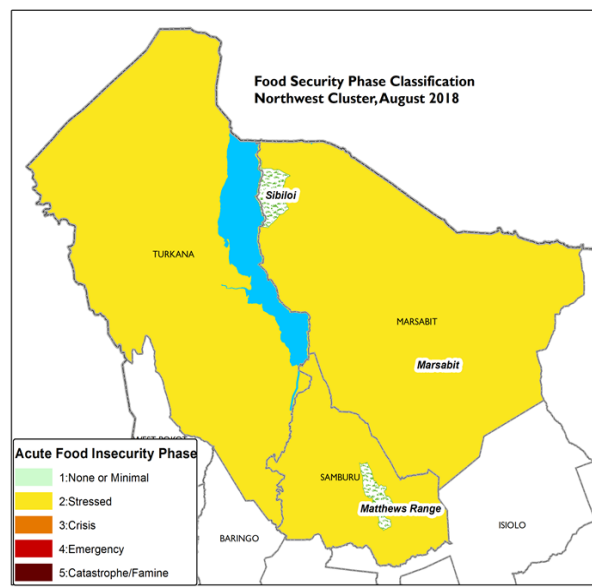 Food Security Phase Classification
Northwest Cluster, August 2018
Sibiloi
TURKANA
MARSABIT
Marsabit
SAMBURU
Matthews Range
ISIOLO
BARINGO
Acute Food Insecurity Phase
1:None or Minimal
2:Stressed
3:Crisis
4:Emergency
5:Catastrophe/Famine